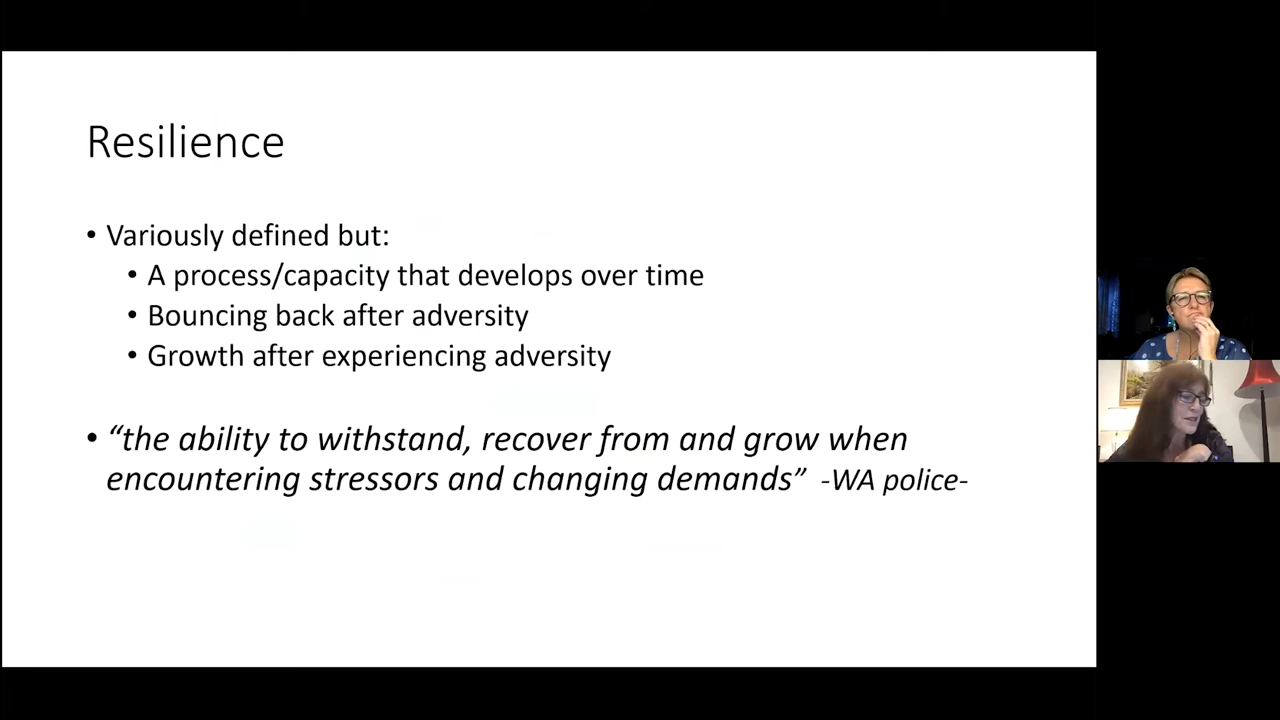 Resilience
• Variously defined but:
• A process/capacity that develops over time
• Bouncing back after adversity
• Growth after experiencing adversity
• “the ability to withstand, recover from and grow when
encountering stressors and changing demands” -WA police-